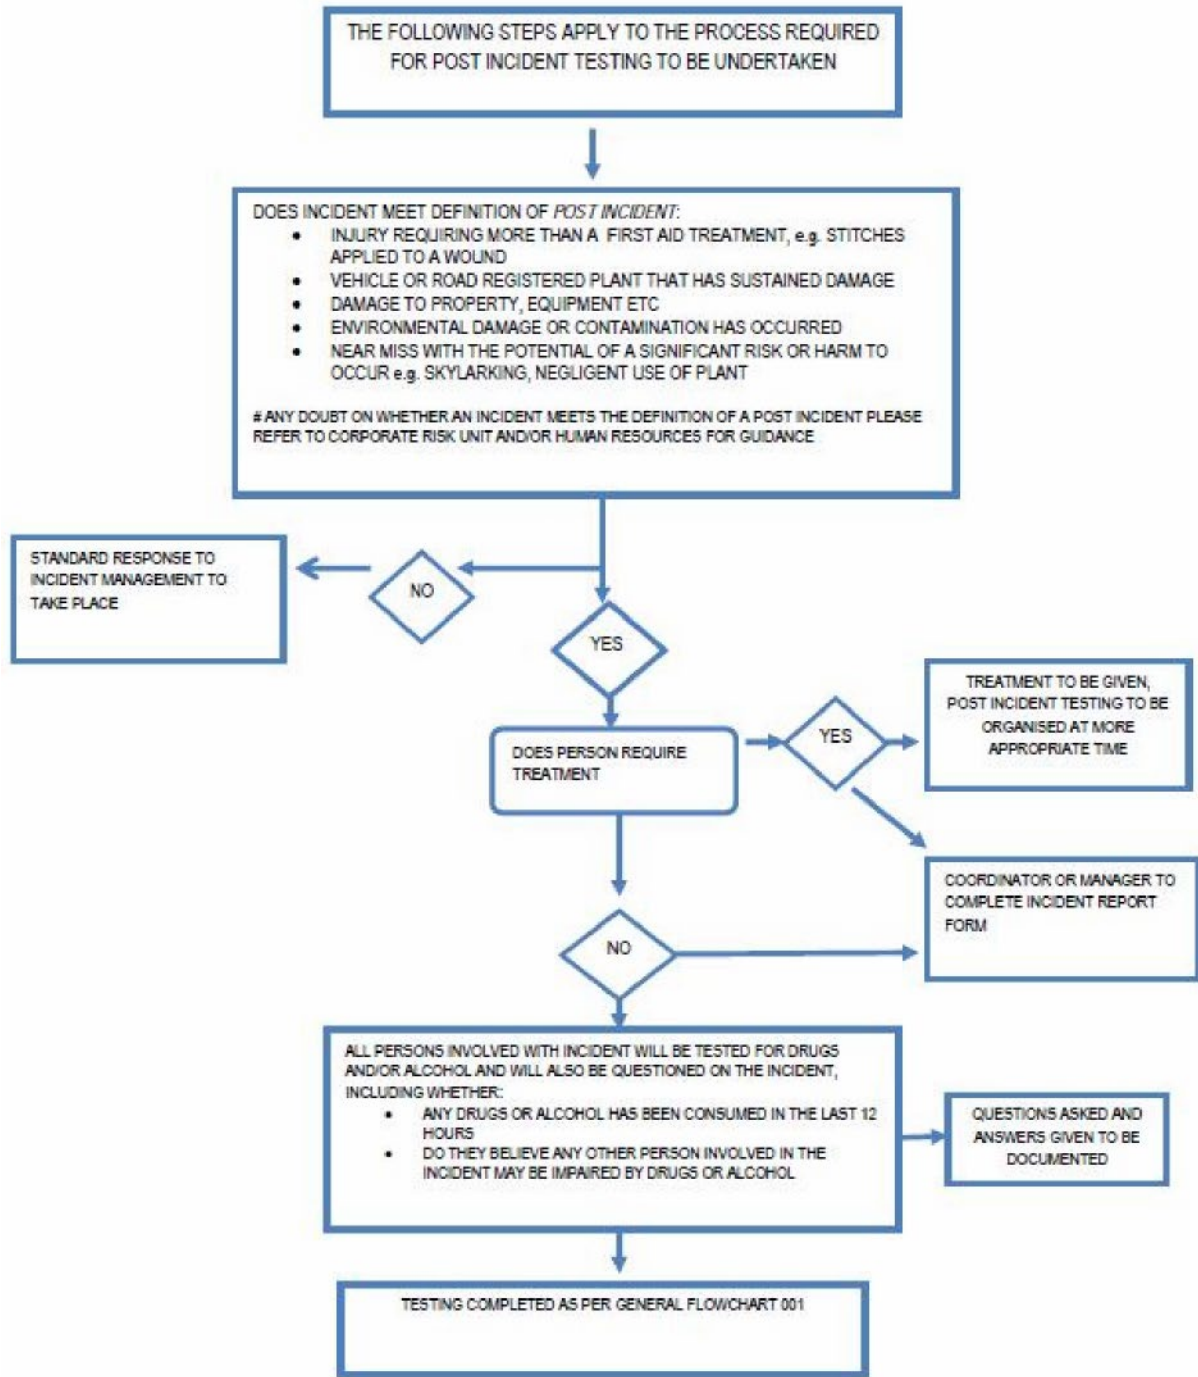 THE FOLLOWING STEPS APPLY TO THE PROCESS REQUIRED
FOR POST INCIDENT TESTING TO BE UNDERTAKEN
DOES INCIDENT MEET DEFINITION OF POST INCIDENT:
• INJURY REQUIRING MORE THAN A FIRST AID TREATMENT, e.g. STITCHES
APPLIED TO A WOUND
• VEHICLE OR ROAD REGISTERED PLANT THAT HAS SUSTAINED DAMAGE
• DAMAGE TO PROPERTY, EQUIPMENT ETC
• ENVIRONMENTAL DAMAGE OR CONTAMINATION HAS OCCURRED
• NEAR MISS WITH THE POTENTIAL OF A SIGNIFICANT RISK OR HARM TO
OCCUR e.g. SKYLARKING, NEGLIGENT USE OF PLANT
# ANY DOUBT ON WHETHER AN INCIDENT MEETS THE DEFINITION OF A POST INCIDENT PLEASE
REFER TO CORPORATE RISK UNIT AND/OR HUMAN RESOURCES FOR GUIDANCE
STANDARD RESPONSE TO
INCIDENT MANAGEMENT TO
TAKE PLACE
NO
YES
DOES PERSON REQUIRE
TREATMENT
YES
TREATMENT TO BE GIVEN,
POST INCIDENT TESTING TO BE
ORGANISED AT MORE
APPROPRIATE TIME
COORDINATOR OR MANAGER TO
COMPLETE INCIDENT REPORT
FORM
NO
ALL PERSONS INVOLVED WITH INCIDENT WILL BE TESTED FOR DRUGS
AND/OR ALCOHOL AND WILL ALSO BE QUESTIONED ON THE INCIDENT,
INCLUDING WHETHER:
• ANY DRUGS OR ALCOHOL HAS BEEN CONSUMED IN THE LAST 12
HOURS
• DO THEY BELIEVE ANY OTHER PERSON INVOLVED IN THE
INCIDENT MAY BE IMPAIRED BY DRUGS OR ALCOHOL
QUESTIONS ASKED AND
ANSWERS GIVEN TO BE
DOCUMENTED
TESTING COMPLETED AS PER GENERAL FLOWCHART 001